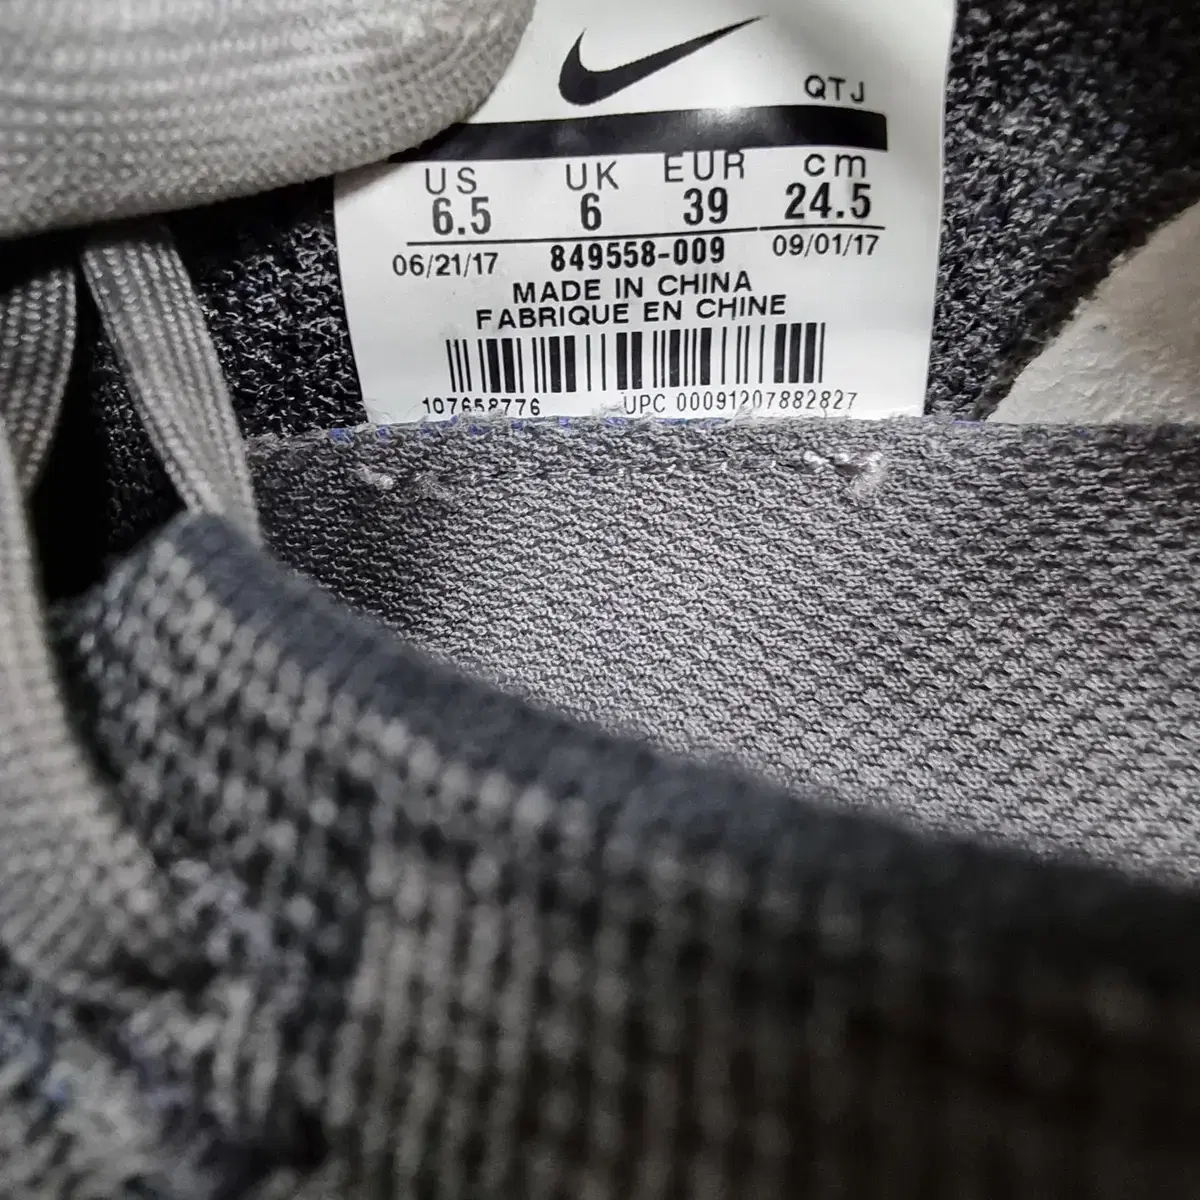 QTJ
US UK EUR cm
6.5 6 39 24.5
06/21/17 849558-009 09/01/17
MADE IN CHINA
FABRIQUE EN CHINE
107658776 UPC 00091207882827